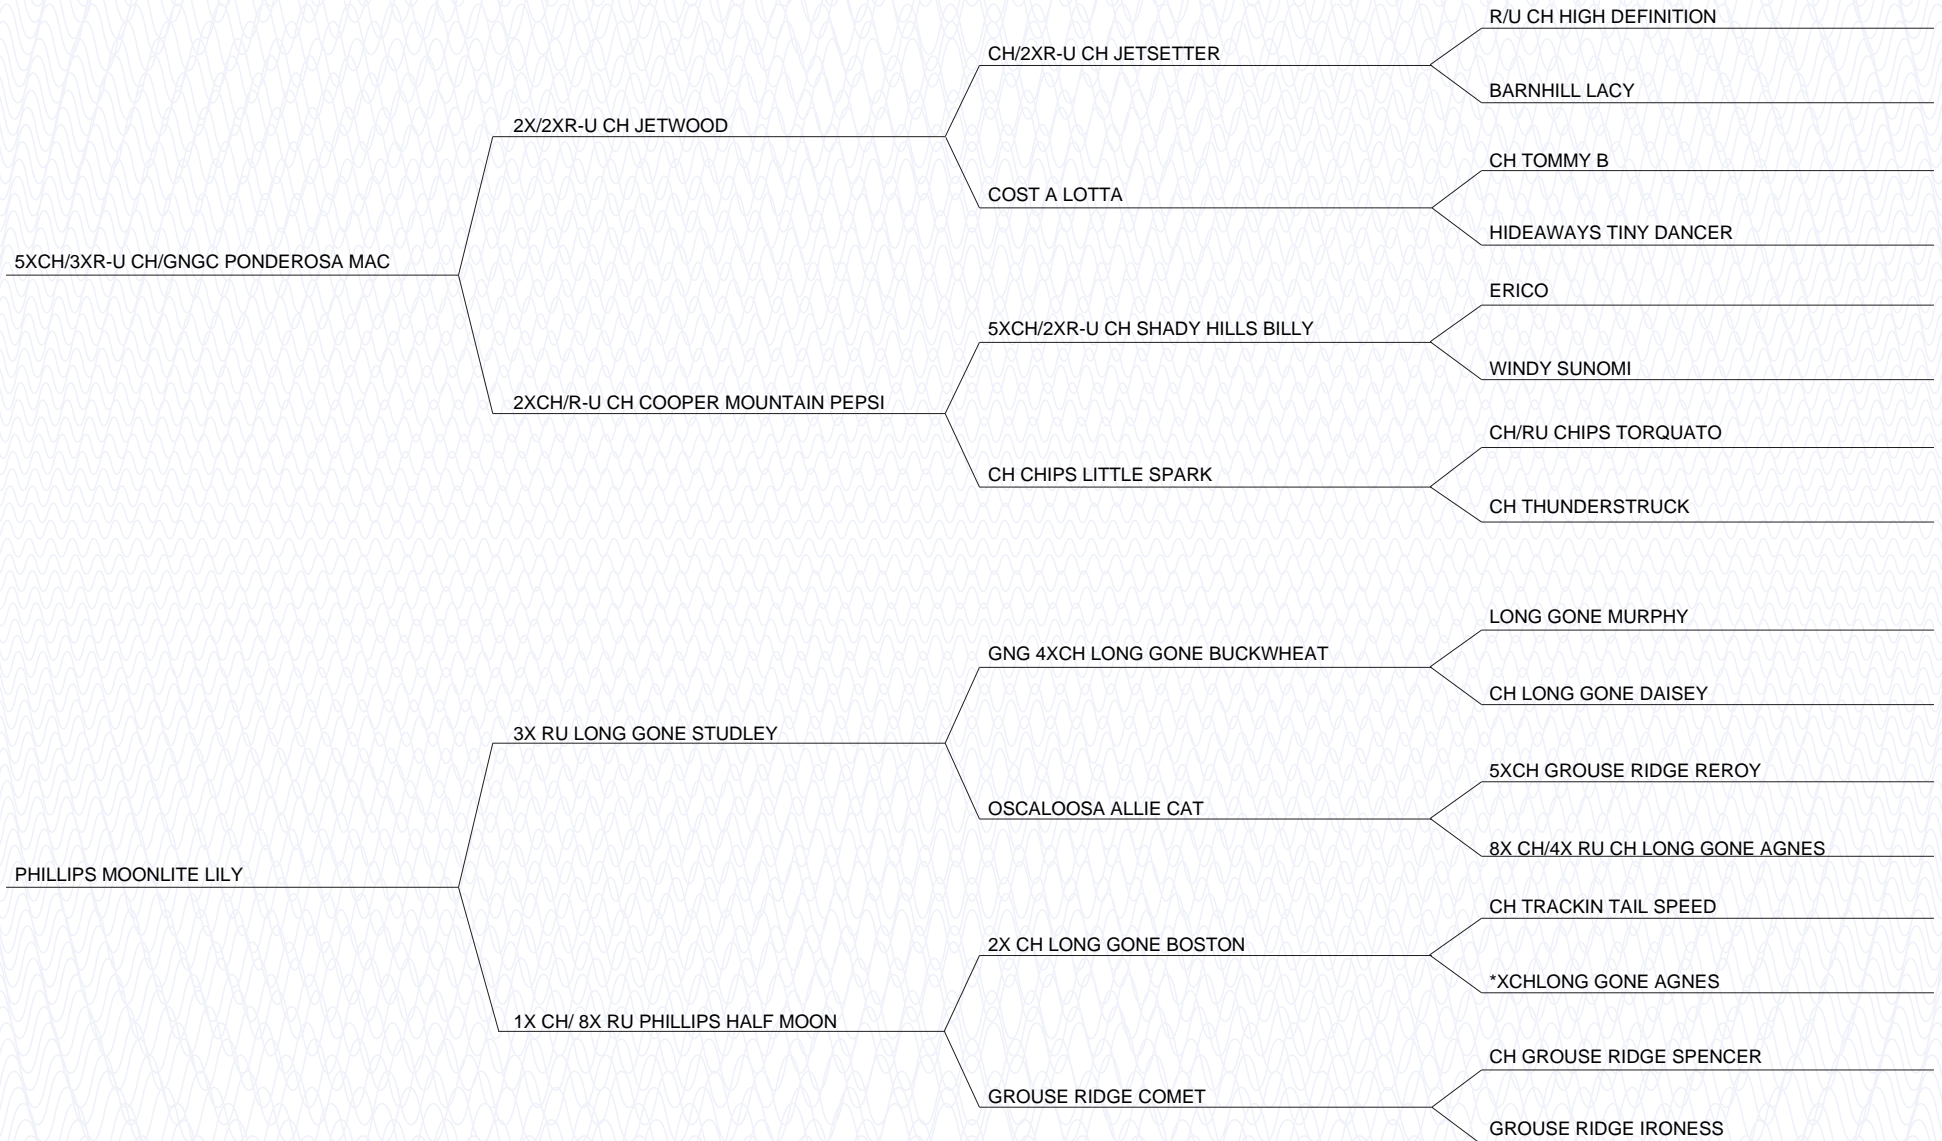 R/U CH HIGH DEFINITION
CH/2XR-U CH JETSETTER
BARNHILL LACY
2X/2XR-U CH JETWOOD
CH TOMMY B
COST A LOTTA
HIDEAWAYS TINY DANCER
5XCH/3XR-U CH/GNGC PONDEROSA MAC
ERICO
5XCH/2XR-U CH SHADY HILLS BILLY
WINDY SUNOMI
2XCH/R-U CH COOPER MOUNTAIN PEPSI
CH/RU CHIPS TORQUATO
CH CHIPS LITTLE SPARK
CH THUNDERSTRUCK
LONG GONE MURPHY
GNG 4XCH LONG GONE BUCKWHEAT
CH LONG GONE DAISEY
3X RU LONG GONE STUDLEY
5XCH GROUSE RIDGE REROY
OSCALOOSA ALLIE CAT
8X CH/4X RU CH LONG GONE AGNES
PHILLIPS MOONLITE LILY
CH TRACKIN TAIL SPEED
2X CH LONG GONE BOSTON
*XCHLONG GONE AGNES
1X CH/ 8X RU PHILLIPS HALF MOON
CH GROUSE RIDGE SPENCER
GROUSE RIDGE COMET
GROUSE RIDGE IRONESS